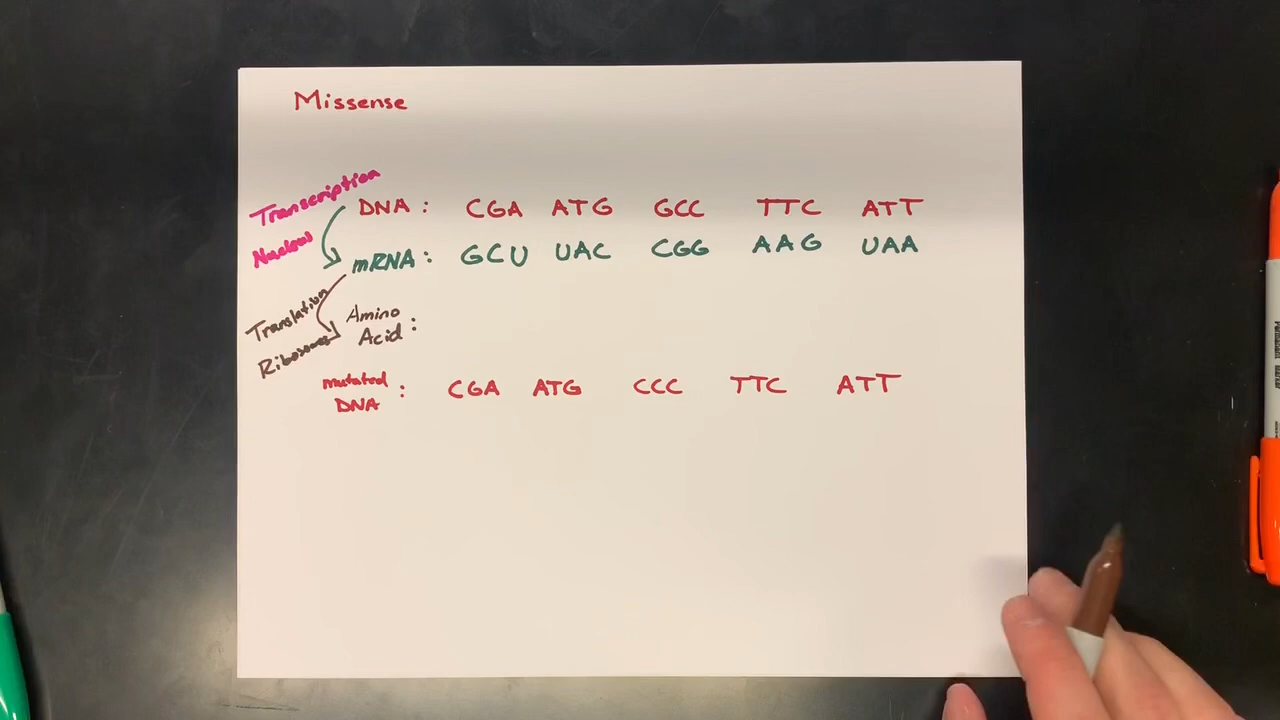 Missense
Transcription
Nucleus
DNA : CGA ATG GCC TTC ATT
mRNA : GCU UAC CGG AAG UAA
Translation
Ribosomes
Amino
Acid :
mutated
DNA : CGA ATG CCC TTC ATT